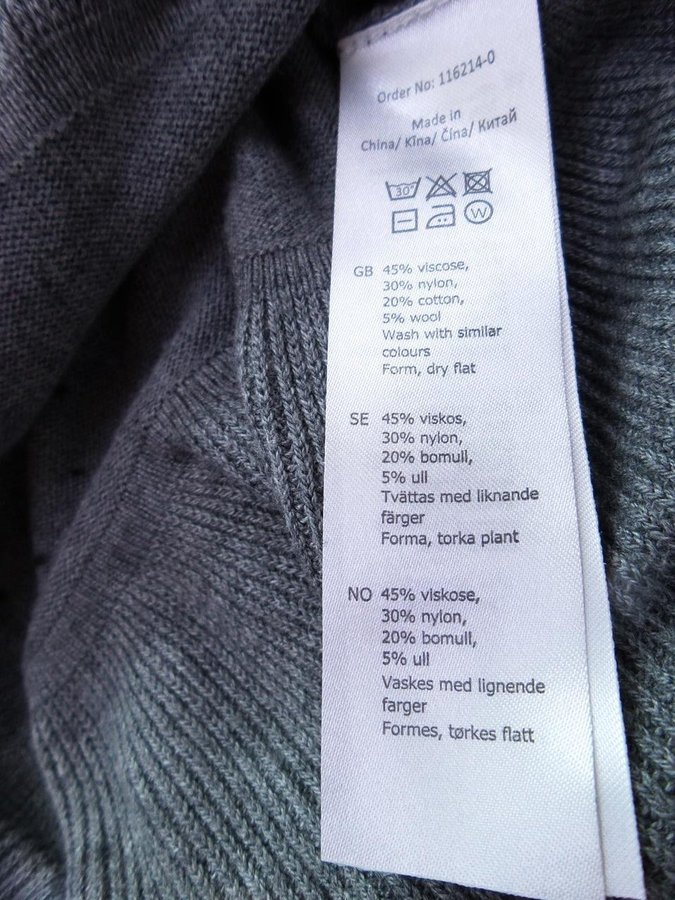 Order No: 116214-0
Made in
China/ Kīna/ Čína/ Китай
30°
W
GB 45% viscose,
30% nylon,
20% cotton,
5% wool
Wash with similar
colours
Form, dry flat
SE 45% viskos,
30% nylon,
20% bomull,
5% ull
Tvättas med liknande
färger
Forma, torka plant
NO 45% viskose,
30% nylon,
20% bomull,
5% ull
Vaskes med lignende
farger
Formes, tørkes flatt